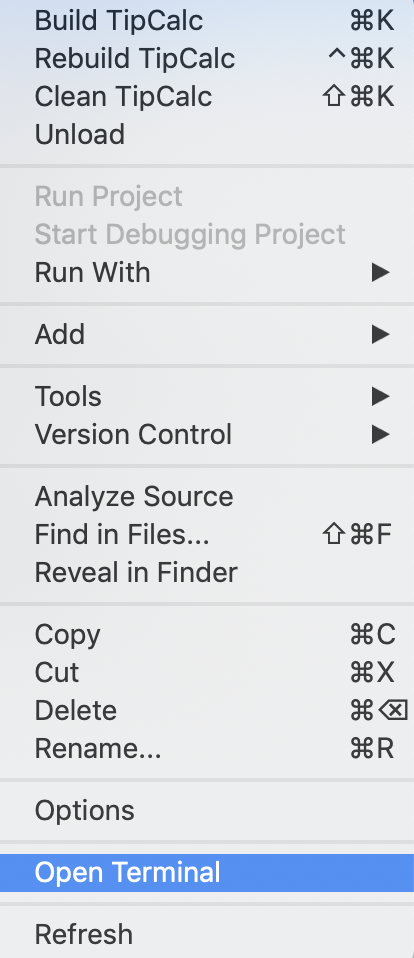 Build TipCalc ⌘K
Rebuild TipCalc ^⌘K
Clean TipCalc ⇧⌘K
Unload
Run Project
Start Debugging Project
Run With ▶
Add ▶
Tools ▶
Version Control ▶
Analyze Source
Find in Files... ⇧⌘F
Reveal in Finder
Copy ⌘C
Cut ⌘X
Delete ⌘⌫
Rename... ⌘R
Options
Open Terminal
Refresh